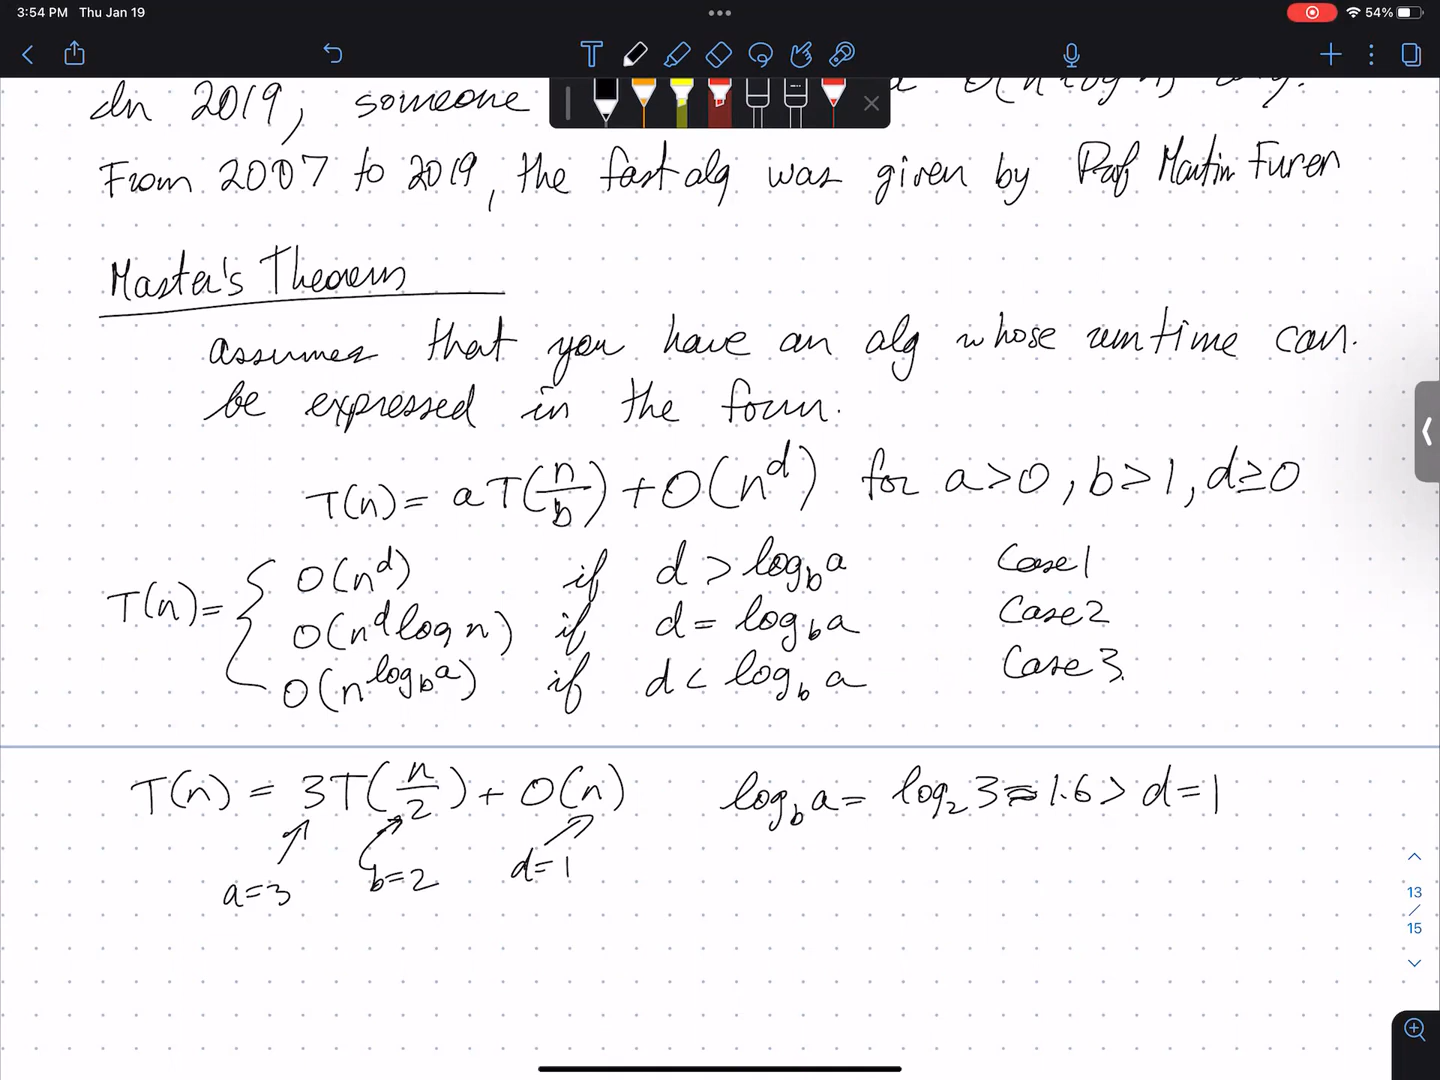 3:54 PM Thu Jan 19
54%
In 2019, someone O(n log n) alg.
From 2007 to 2019, the fast alg was given by Prof Martin Furer
Master's Theorem
assumes that you have an alg whose runtime can.
be expressed in the form.
T(n) = aT(n/b) + O(n^d) for a>0, b>1, d≥0
T(n) = { O(n^d) if d > log_b a Case 1
O(n^d log n) if d = log_b a Case 2
O(n^log_b a) if d < log_b a Case 3.
T(n) = 3T(n/2) + O(n) log_b a = log_2 3 ≈ 1.6 > d=1
a=3 b=2 d=1
13
/
15